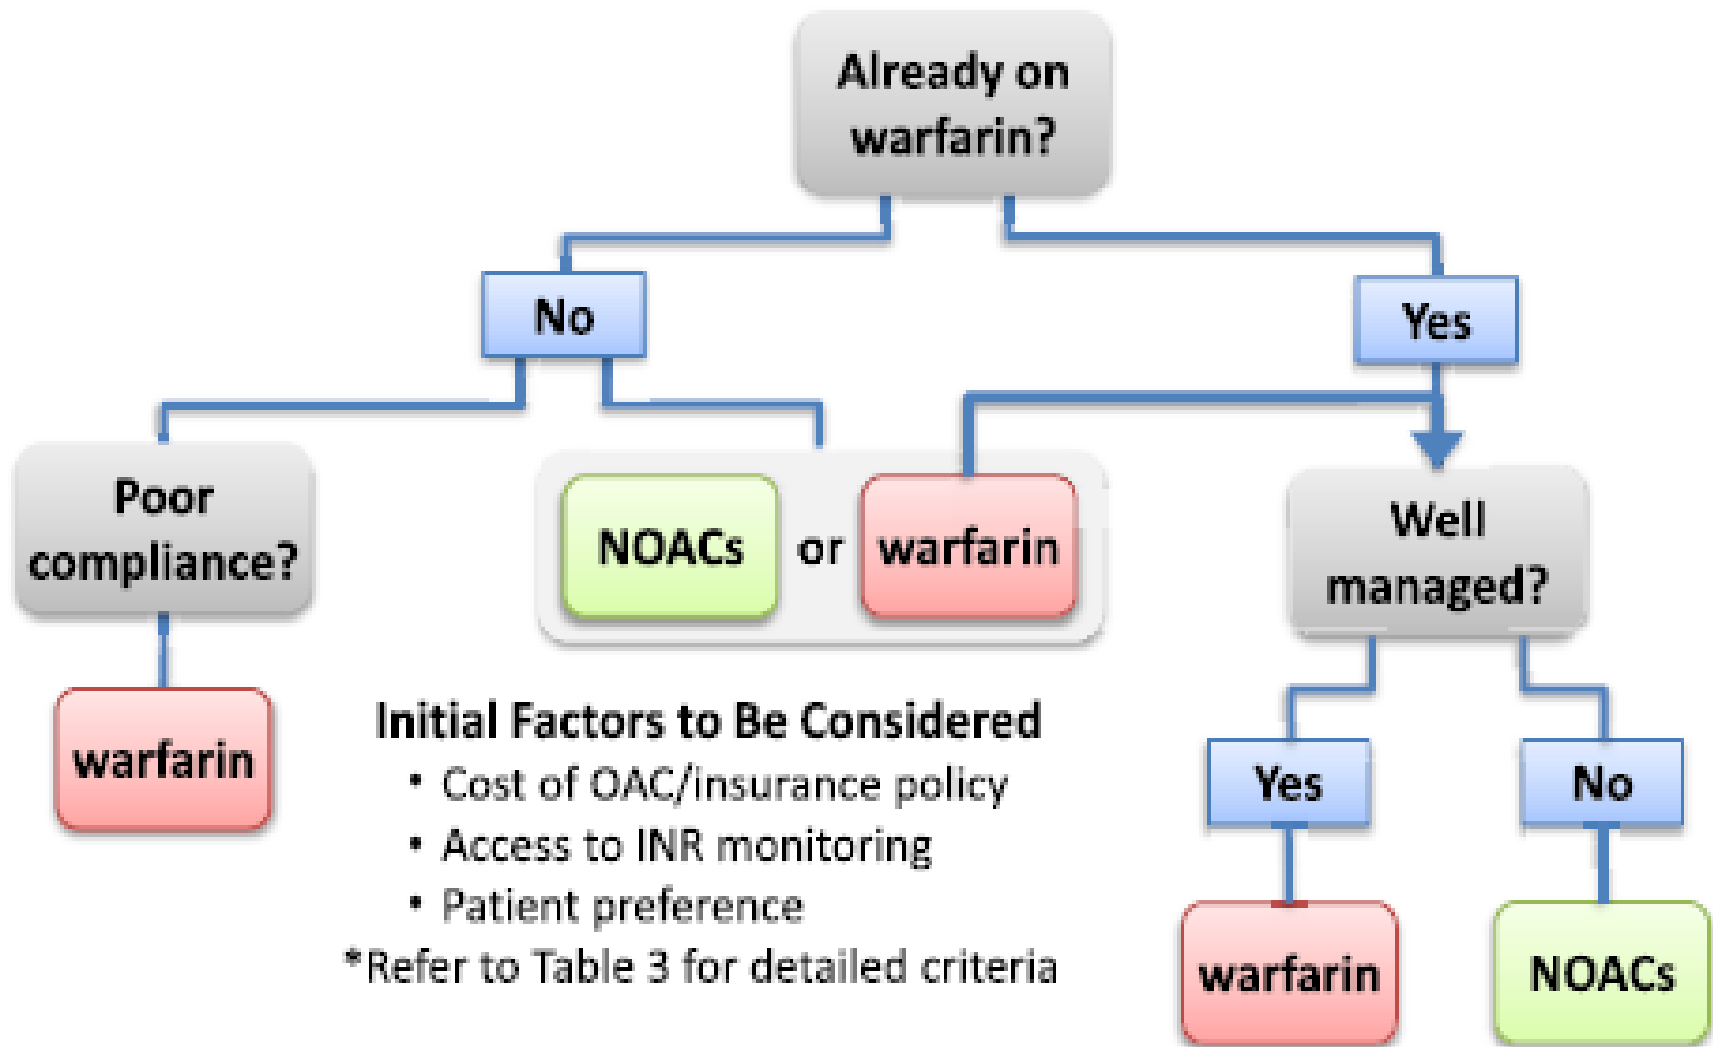 Already on
warfarin?
No
Yes
Poor
compliance?
NOACs or warfarin
Well
managed?
warfarin
Initial Factors to Be Considered
• Cost of OAC/insurance policy
• Access to INR monitoring
• Patient preference
*Refer to Table 3 for detailed criteria
Yes
No
warfarin
NOACs